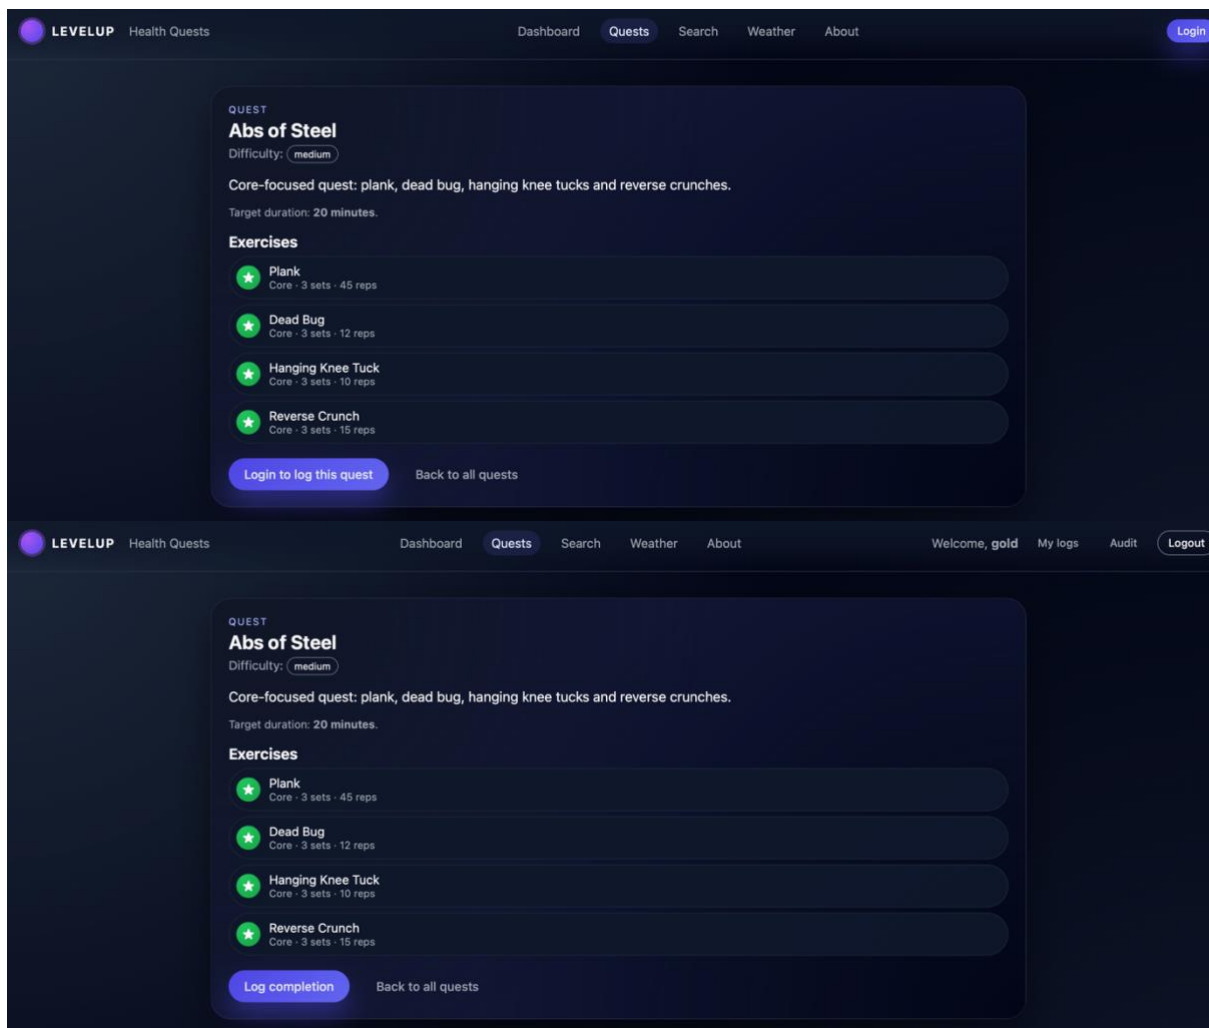 LEVELUP Health Quests Dashboard Quests Search Weather About Login
QUEST
Abs of Steel
Difficulty: medium
Core-focused quest: plank, dead bug, hanging knee tucks and reverse crunches.
Target duration: 20 minutes.
Exercises
Plank
Core · 3 sets · 45 reps
Dead Bug
Core · 3 sets · 12 reps
Hanging Knee Tuck
Core · 3 sets · 10 reps
Reverse Crunch
Core · 3 sets · 15 reps
Login to log this quest Back to all quests
LEVELUP Health Quests Dashboard Quests Search Weather About Welcome, gold My logs Audit Logout
QUEST
Abs of Steel
Difficulty: medium
Core-focused quest: plank, dead bug, hanging knee tucks and reverse crunches.
Target duration: 20 minutes.
Exercises
Plank
Core · 3 sets · 45 reps
Dead Bug
Core · 3 sets · 12 reps
Hanging Knee Tuck
Core · 3 sets · 10 reps
Reverse Crunch
Core · 3 sets · 15 reps
Log completion Back to all quests